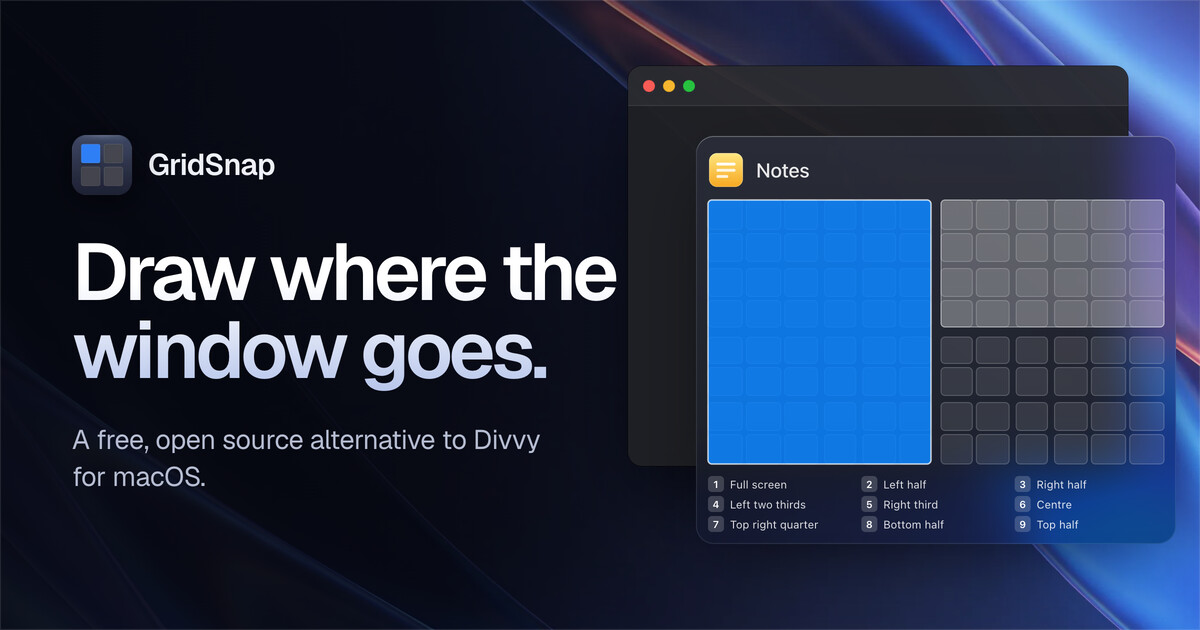 GridSnap
Draw where the
window goes.
A free, open source alternative to Divvy
for macOS.
Notes
1 Full screen
2 Left half
3 Right half
4 Left two thirds
5 Right third
6 Centre
7 Top right quarter
8 Bottom half
9 Top half